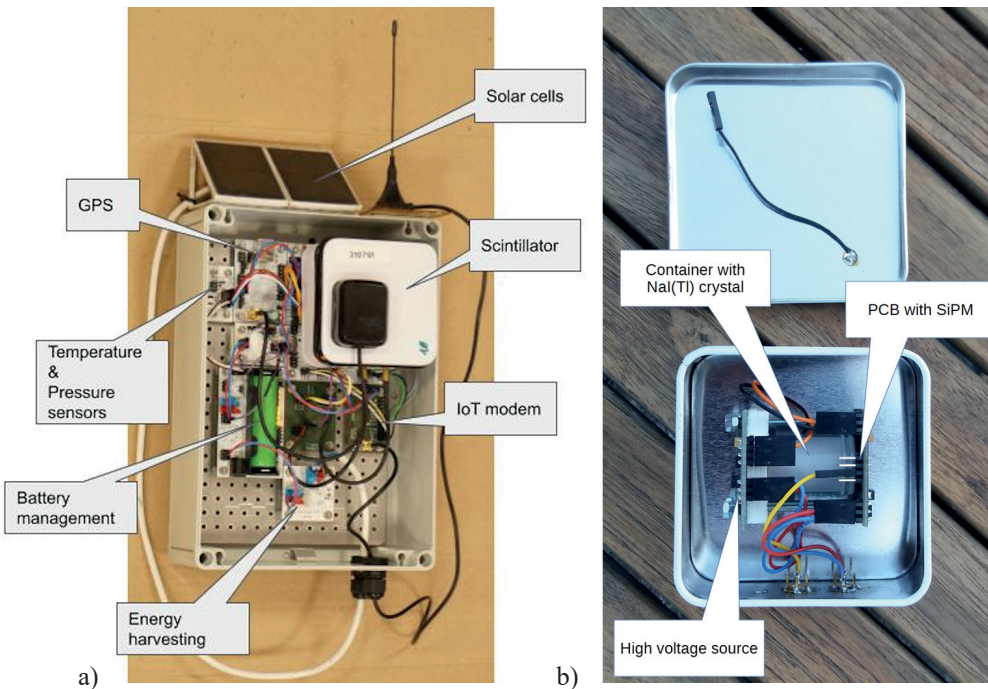 Solar cells
GPS
Scintillator
310791
Temperature
&
Pressure
sensors
IoT modem
Battery
management
Energy
harvesting
a)
Container with
NaI(Tl) crystal
PCB with SiPM
High voltage source
b)